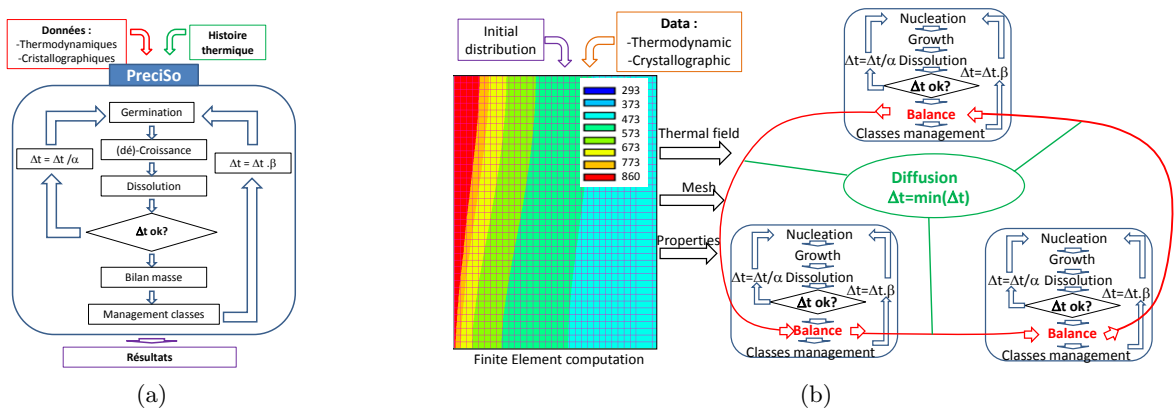 Données :
-Thermodynamiques
-Cristallographiques
Histoire
thermique
PreciSo
Germination
(dé)-Croissance
Δt = Δt /α
Δt = Δt .β
Dissolution
Δt ok?
Bilan masse
Management classes
Résultats
(a)
Initial
distribution
Data :
-Thermodynamic
-Crystallographic
293
373
473
573
673
773
860
Finite Element computation
Thermal field
Mesh
Properties
Nucleation
Growth
Δt=Δt/α
Dissolution
Δt=Δt.β
Δt ok?
Balance
Classes management
Diffusion
Δt=min(Δt)
Nucleation
Growth
Δt=Δt/α
Dissolution
Δt=Δt.β
Δt ok?
Balance
Classes management
Nucleation
Growth
Δt=Δt/α
Dissolution
Δt=Δt.β
Δt ok?
Balance
Classes management
(b)